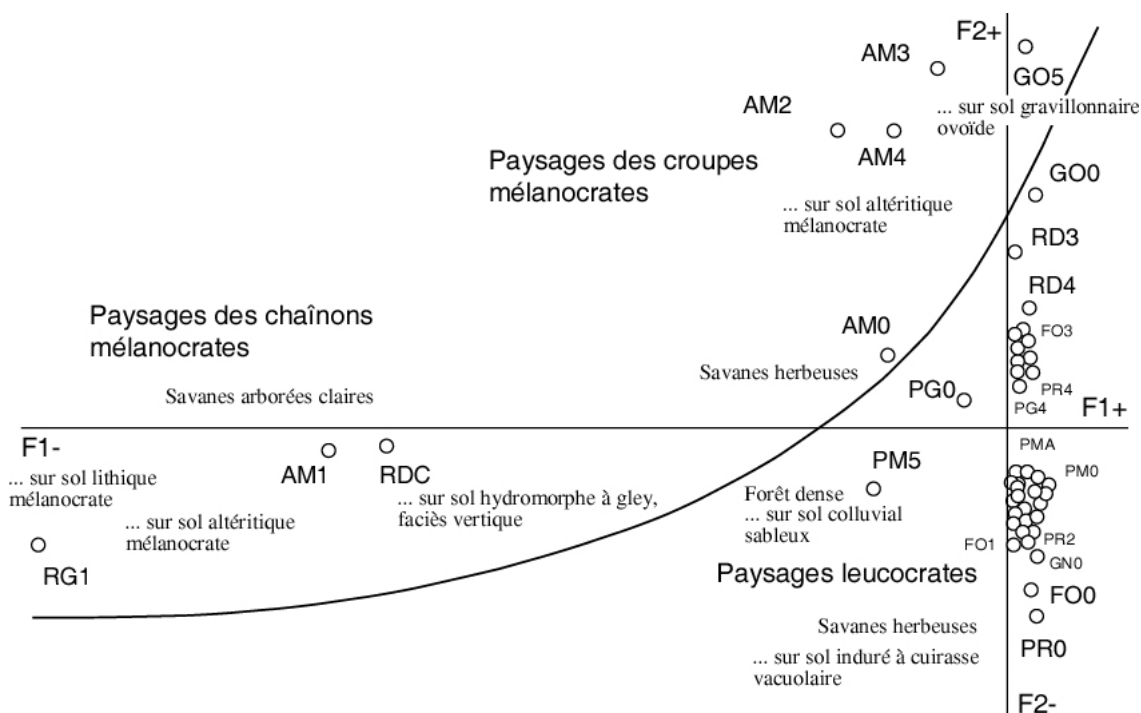 F2+
AM3
GO5
AM2
... sur sol gravillonnaire
ovoïde
AM4
Paysages des croupes
mélanocrates
GO0
... sur sol altéritique
mélanocrate
RD3
RD4
Paysages des chaînons
mélanocrates
AM0
FO3
Savanes herbeuses
PG0
PR4
Savanes arborées claires
PG4
F1+
F1-
PMA
AM1
RDC
PM5
PM0
... sur sol lithique
mélanocrate
... sur sol hydromorphe à gley,
faciès vertique
Forêt dense
... sur sol colluvial
sableux
... sur sol altéritique
mélanocrate
FO1
PR2
GN0
RG1
Paysages leucocrates
FO0
Savanes herbeuses
PR0
... sur sol induré à cuirasse
vacuolaire
F2-